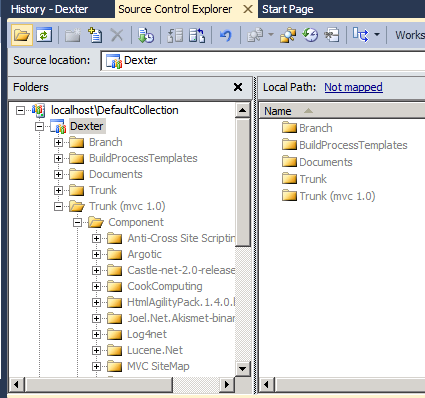 History - Dexter
Source Control Explorer
Start Page
Works
Source location: Dexter
Folders
localhost\DefaultCollection
Dexter
Branch
BuildProcessTemplates
Documents
Trunk
Trunk (mvc 1.0)
Component
Anti-Cross Site Scripting
Argotic
Castle-net-2.0-release
CookComputing
HtmlAgilityPack.1.4.0.
Joel.Net.Akismet-binar
Log4net
Lucene.Net
MVC SiteMap
Local Path: Not mapped
Name
Branch
BuildProcessTemplates
Documents
Trunk
Trunk (mvc 1.0)